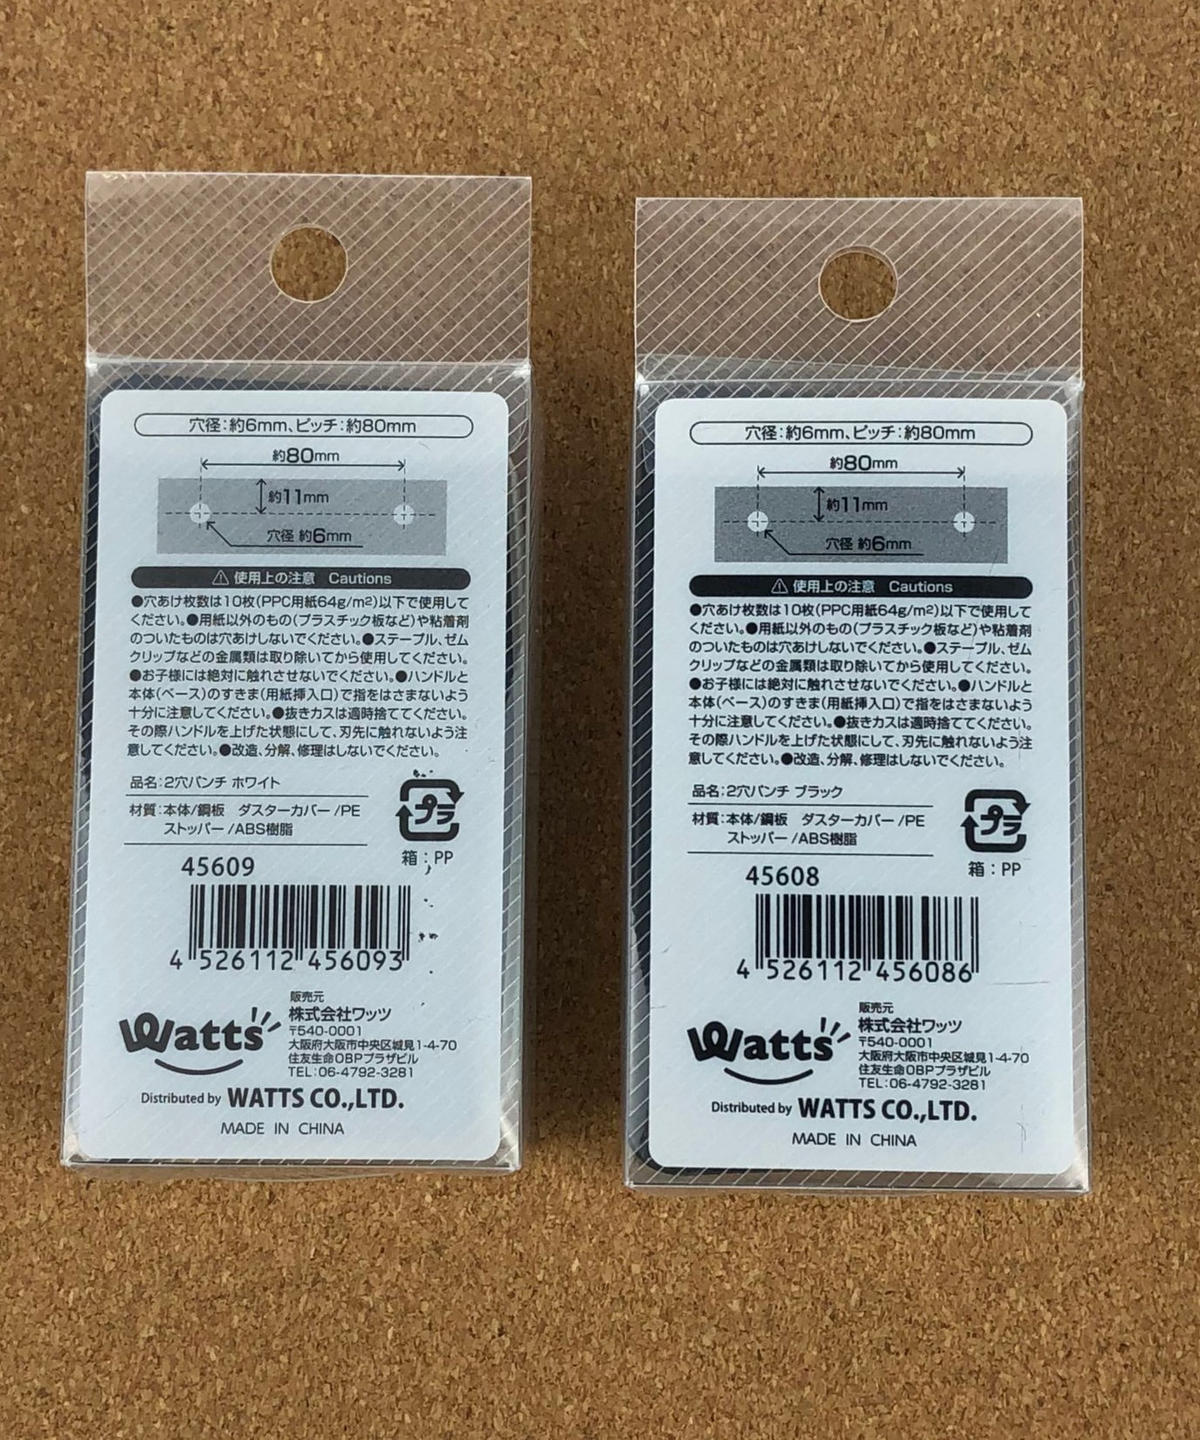 穴径:約6mm、ピッチ:約80mm
約80mm
約11mm
穴径 約6mm
⚠ 使用上の注意 Cautions
●穴あけ枚数は10枚(PPC用紙64g/m²)以下で使用して
ください。●用紙以外のもの(プラスチック板など)や粘着剤
のついたものは穴あけしないでください。●ステープル、ゼム
クリップなどの金属類は取り除いてから使用してください。
●お子様には絶対に触れさせないでください。●ハンドルと
本体(ベース)のすきま(用紙挿入口)で指をはさまないよう
十分に注意してください。●抜きカスは適時捨ててください。
その際ハンドルを上げた状態にして、刃先に触れないよう注
意してください。●改造、分解、修理はしないでください。
品名:2穴パンチ ホワイト
材質:本体/鋼板 ダスターカバー/PE
ストッパー/ABS樹脂
プラ
箱:PP
45609
4 526112 456093
Watts
販売元
株式会社ワッツ
〒540-0001
大阪府大阪市中央区城見1-4-70
住友生命OBPプラザビル
TEL:06-4792-3281
Distributed by WATTS CO.,LTD.
MADE IN CHINA
穴径:約6mm、ピッチ:約80mm
約80mm
約11mm
穴径 約6mm
⚠ 使用上の注意 Cautions
●穴あけ枚数は10枚(PPC用紙64g/m²)以下で使用して
ください。●用紙以外のもの(プラスチック板など)や粘着剤
のついたものは穴あけしないでください。●ステープル、ゼム
クリップなどの金属類は取り除いてから使用してください。
●お子様には絶対に触れさせないでください。●ハンドルと
本体(ベース)のすきま(用紙挿入口)で指をはさまないよう
十分に注意してください。●抜きカスは適時捨ててください。
その際ハンドルを上げた状態にして、刃先に触れないよう注
意してください。●改造、分解、修理はしないでください。
品名:2穴パンチ ブラック
材質:本体/鋼板 ダスターカバー/PE
ストッパー/ABS樹脂
プラ
箱:PP
45608
4 526112 456086
Watts
販売元
株式会社ワッツ
〒540-0001
大阪府大阪市中央区城見1-4-70
住友生命OBPプラザビル
TEL:06-4792-3281
Distributed by WATTS CO.,LTD.
MADE IN CHINA